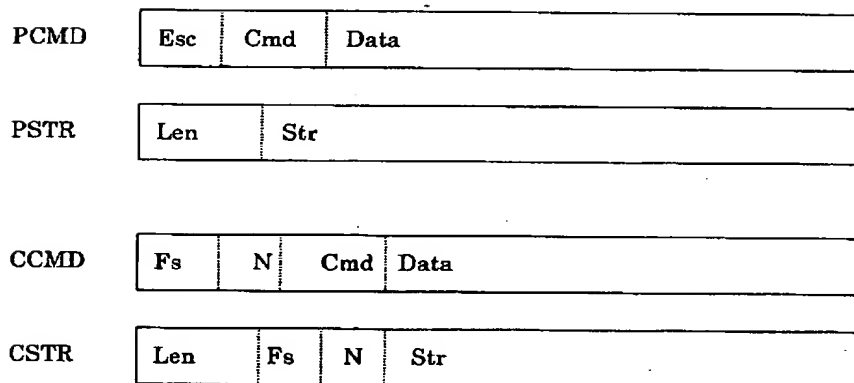 PCMD Esc Cmd Data
PSTR Len Str
CCMD Fs N Cmd Data
CSTR Len Fs N Str